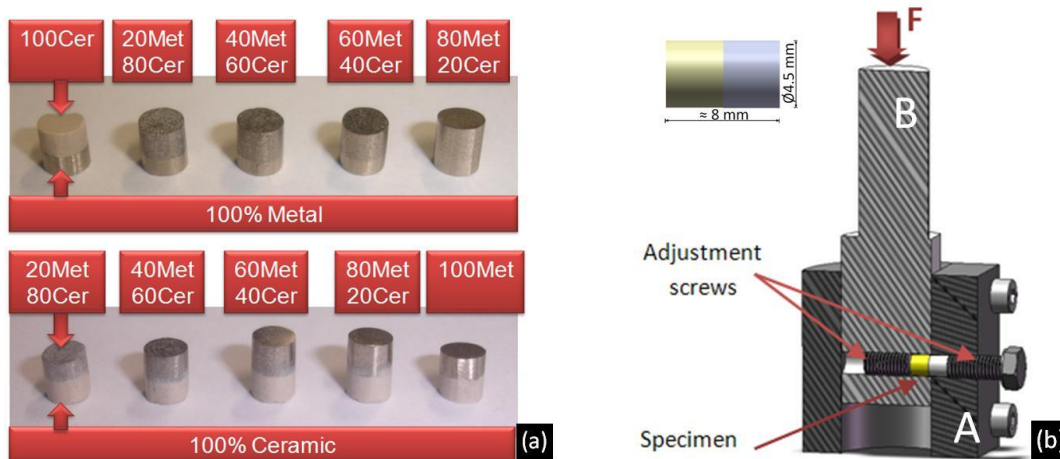 100Cer
20Met
80Cer
40Met
60Cer
60Met
40Cer
80Met
20Cer
100% Metal
20Met
80Cer
40Met
60Cer
60Met
40Cer
80Met
20Cer
100Met
100% Ceramic
(a)
F
B
Ø4.5 mm
≈ 8 mm
Adjustment
screws
Specimen
A
(b)